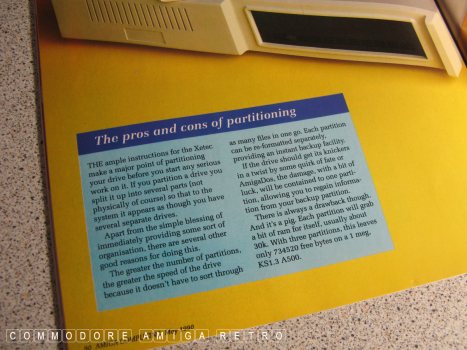 The pros and cons of partitioning
THE ample instructions for the Xetec
make a major point of partitioning
your drive before you start any serious
work on it. If you partition a drive you
split it up into several parts (not
physically of course) so that to the
system it appears as though you have
several separate drives.
Apart from the simple blessing of
immediately providing some sort of
organisation, there are several other
good reasons for doing this.
The greater the number of partitions,
the greater the speed of the drive
because it doesn't have to sort through
as many files in one go. Each partition
can be re-formatted separately,
providing an instant backup facility.
If the drive should get its knickers
in a twist by some quirk of fate or
AmigaDos, the damage, with a bit of
luck, will be contained to one parti-
tion, allowing you to regain informa-
tion from your backup partition.
There is always a drawback though.
And it's a pig. Each partition will grab
a bit of ram for itself, usually about
30k. With three partitions, this leaves
only 734520 free bytes on a 1 meg,
KS1.3 A500.
May 1990
COMMODORE AMIGA RETRO